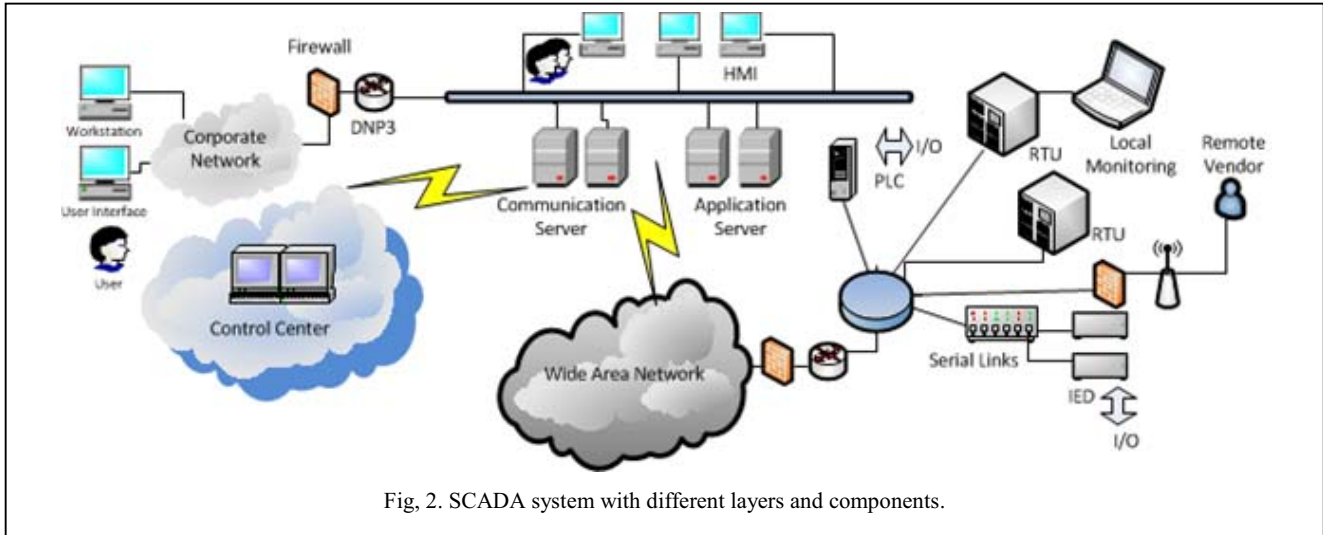 Firewall
Workstation
Corporate
Network
DNP3
User Interface
User
HMI
Communication
Server
Application
Server
Control Center
Wide Area Network
I/O
PLC
RTU
Local
Monitoring
Remote
Vendor
RTU
Serial Links
IED
I/O
Fig, 2. SCADA system with different layers and components.